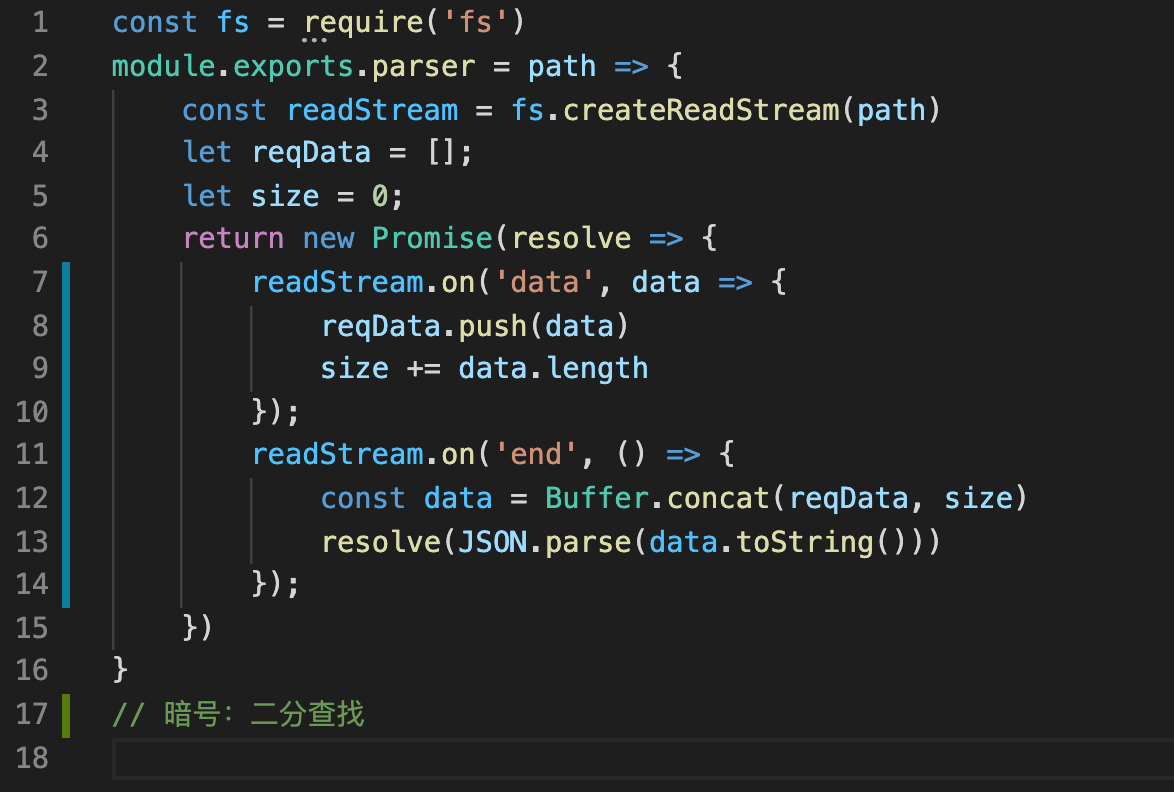 1 const fs = require('fs')
2 module.exports.parser = path => {
3     const readStream = fs.createReadStream(path)
4     let reqData = [];
5     let size = 0;
6     return new Promise(resolve => {
7         readStream.on('data', data => {
8             reqData.push(data)
9             size += data.length
10         });
11         readStream.on('end', () => {
12             const data = Buffer.concat(reqData, size)
13             resolve(JSON.parse(data.toString()))
14         });
15     })
16 }
17 // 暗号：二分查找
18